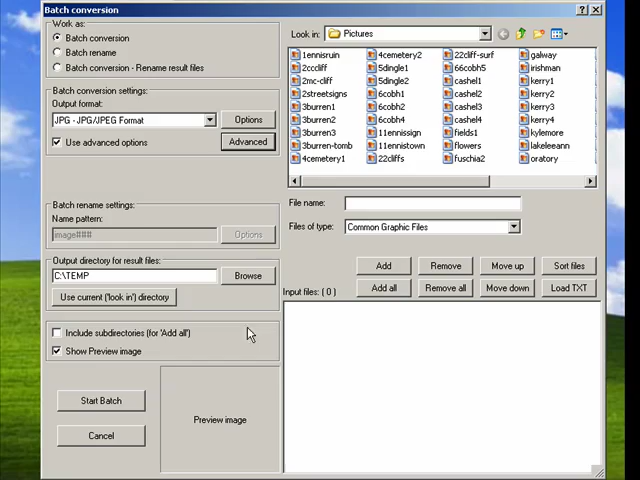 Batch conversion
Work as:
Batch conversion
Batch rename
Batch conversion - Rename result files
Batch conversion settings:
Output format:
JPG - JPG/JPEG Format
Options
Use advanced options
Advanced
Batch rename settings:
Name pattern:
image###
Options
Output directory for result files:
C:\TEMP
Browse
Use current ('look in') directory
Include subdirectories (for 'Add all')
Show Preview image
Start Batch
Cancel
Preview image
Look in:
Pictures
1ennisruin
2cccliff
2mc-cliff
2streetsigns
3burren1
3burren2
3burren3
3burren-tomb
4cemetery1
4cemetery2
5dingle1
5dingle2
6cobh1
6cobh2
6cobh4
11ennissign
11ennistown
22cliffs
22cliff-surf
66cobh5
cashel1
cashel2
cashel3
cashel4
fields1
flowers
fuschia2
galway
irishman
kerry1
kerry2
kerry3
kerry4
kylemore
lakeleeann
oratory
File name:
Files of type:
Common Graphic Files
Add
Remove
Move up
Sort files
Add all
Remove all
Move down
Load TXT
Input files: ( 0 )